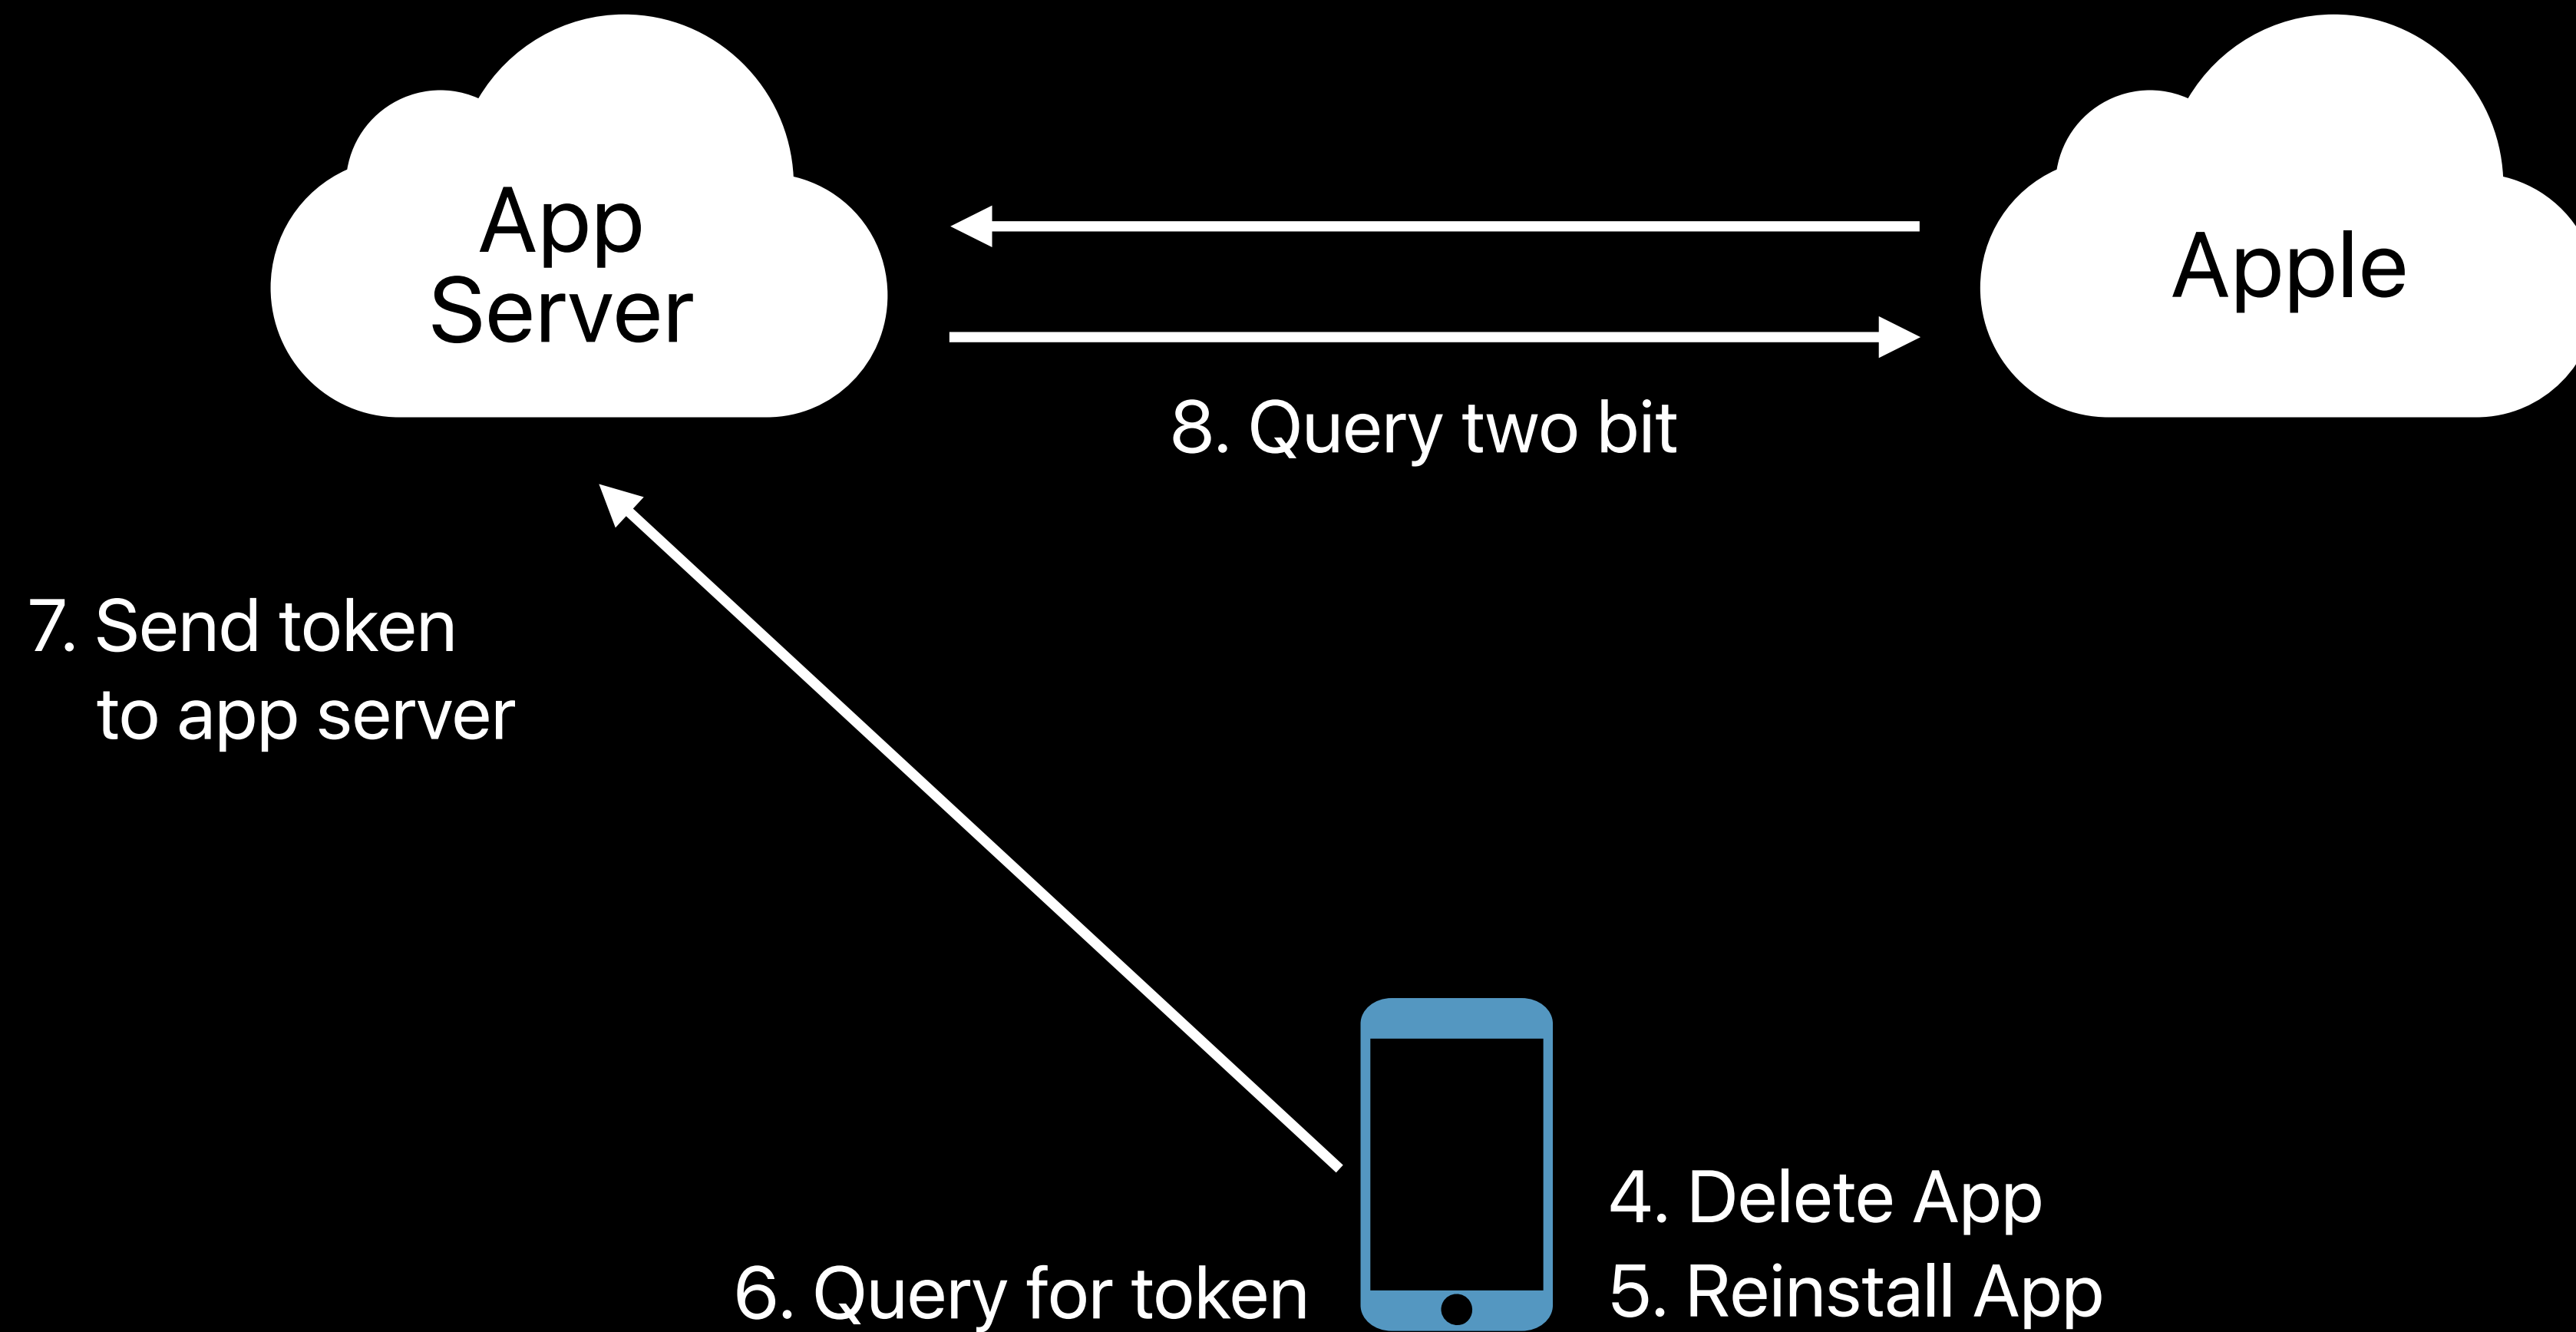 App
Server
Apple
8. Query two bit
7. Send token
to app server
4. Delete App
6. Query for token
5. Reinstall App